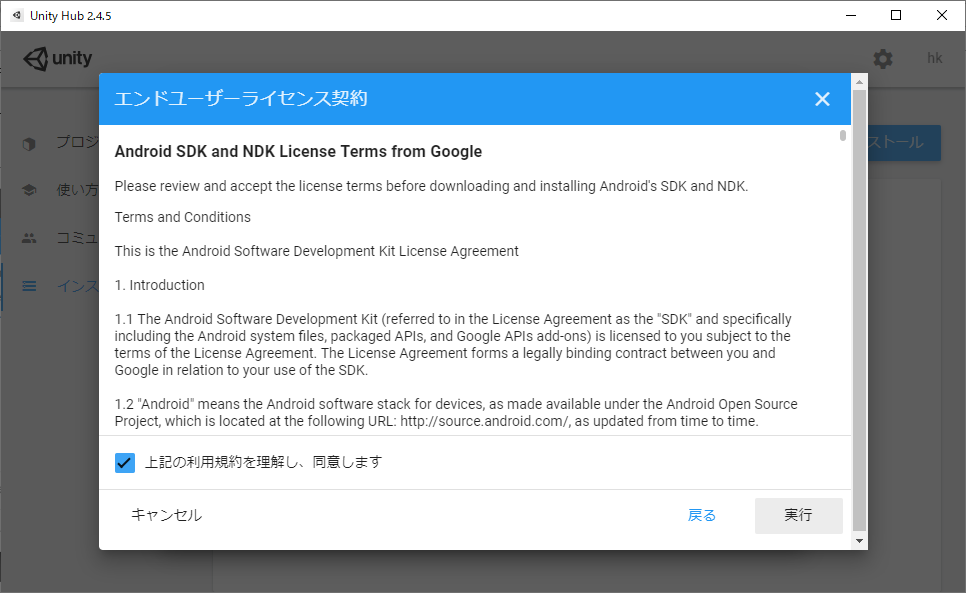 Unity Hub 2.4.5
unity
hk
エンドユーザーライセンス契約
プロジ
使い方
コミュ
インス
ストール
Android SDK and NDK License Terms from Google
Please review and accept the license terms before downloading and installing Android's SDK and NDK.
Terms and Conditions
This is the Android Software Development Kit License Agreement
1. Introduction
1.1 The Android Software Development Kit (referred to in the License Agreement as the "SDK" and specifically
including the Android system files, packaged APIs, and Google APIs add-ons) is licensed to you subject to the
terms of the License Agreement. The License Agreement forms a legally binding contract between you and
Google in relation to your use of the SDK.
1.2 "Android" means the Android software stack for devices, as made available under the Android Open Source
Project, which is located at the following URL: http://source.android.com/, as updated from time to time.
上記の利用規約を理解し、同意します
キャンセル
戻る
実行